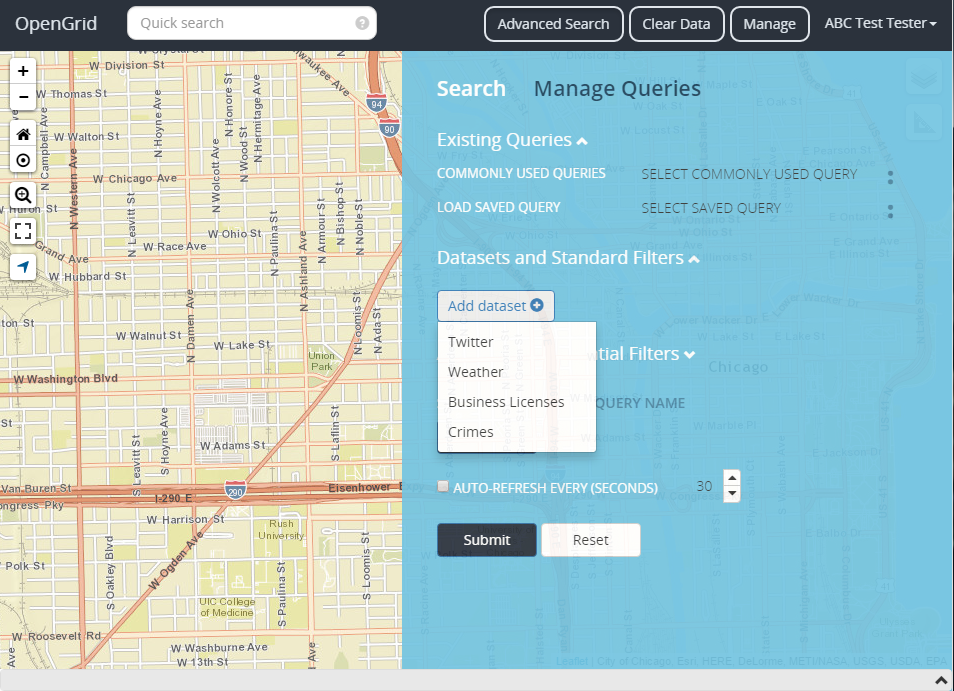 OpenGrid
Quick search
?
Advanced Search
Clear Data
Manage
ABC Test Tester
+
−
W Division St
W Thomas St
W Walton St
W Chicago Ave
W Huron St
W Ohio St
W Race Ave
Grand Ave
W Hubbard St
W Walnut St
W Lake St
Union
Park
W Washington Blvd
W Adams St
Van Buren St
I-290 E
290
Eisenhower
ongress Pky
W Harrison St
Rush
University
Polk St
W Ogden Ave
UIC College
of Medicine
W Roosevelt Rd
W Washburne Ave
W 13th St
N Campbell Ave
N Western Ave
N Leavitt St
N Hoyne Ave
N Damen Ave
N Wolcott Ave
N Honore St
N Wood St
N Hermitage Ave
N Paulina St
N Ashland Ave
N Armour St
N Bishop St
N Noble St
N Loomis St
N Ada St
S Leavitt St
S Hoyne Ave
S Laflin St
S Oakley Blvd
S Paulina St
S Loomis St
94
90
Search
Manage Queries
Existing Queries
COMMONLY USED QUERIES
SELECT COMMONLY USED QUERY
LOAD SAVED QUERY
SELECT SAVED QUERY
Datasets and Standard Filters
Add dataset
Twitter
Weather
Business Licenses
Crimes
tial Filters
QUERY NAME
Chicago
AUTO-REFRESH EVERY (SECONDS)
30
Submit
Reset
Leaflet | City of Chicago, Esri, HERE, DeLorme, METI/NASA, USGS, USDA, EPA